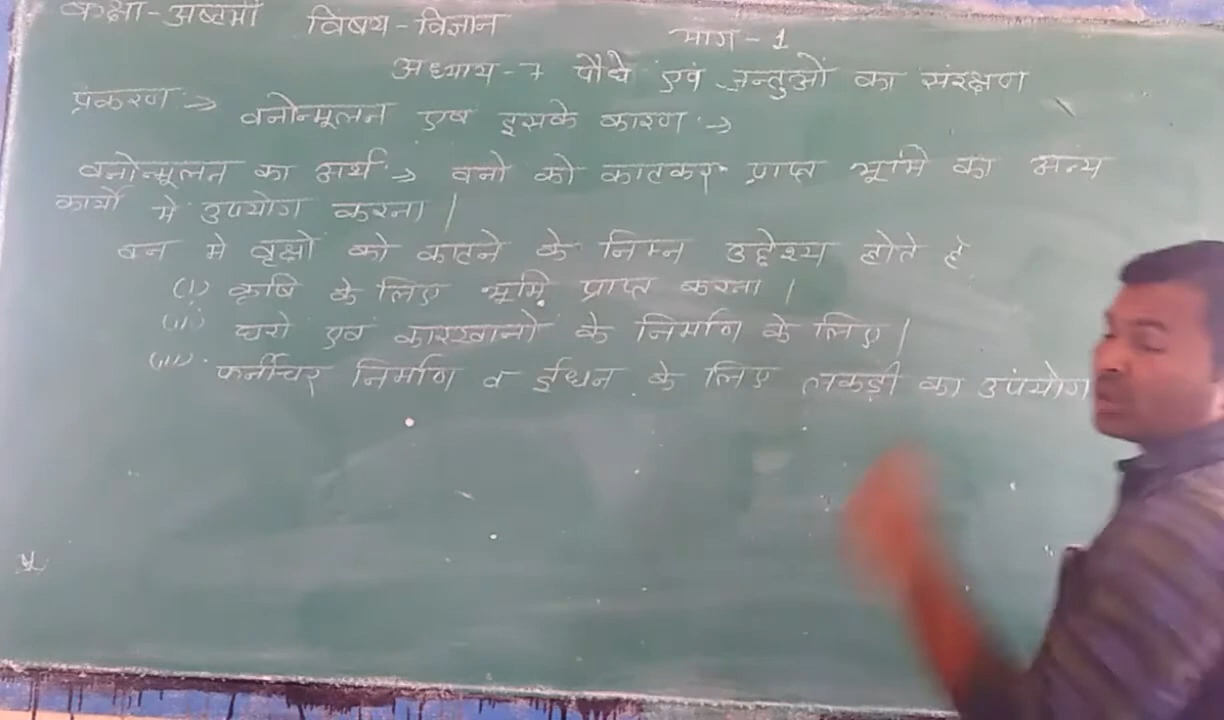 कक्षा-अष्टमी विषय-विज्ञान भाग-1
अध्याय-7 पौधे एवं जन्तुओं का संरक्षण
प्रकरण :→ वनोन्मूलन एव इसके कारण :→
वनोन्मूलन का अर्थ :→ वनो को काटकर प्राप्त भूमि का अन्य
कार्यो मे उपयोग करना।
वन मे वृक्षों को काटने के निम्न उद्देश्य होते है
(i) कृषि के लिए भूमि प्राप्त करना।
(ii) घरो एवं कारखानों के निर्माण के लिए।
(iii) फर्नीचर निर्माण व ईधन के लिए लकड़ी का उपयोग